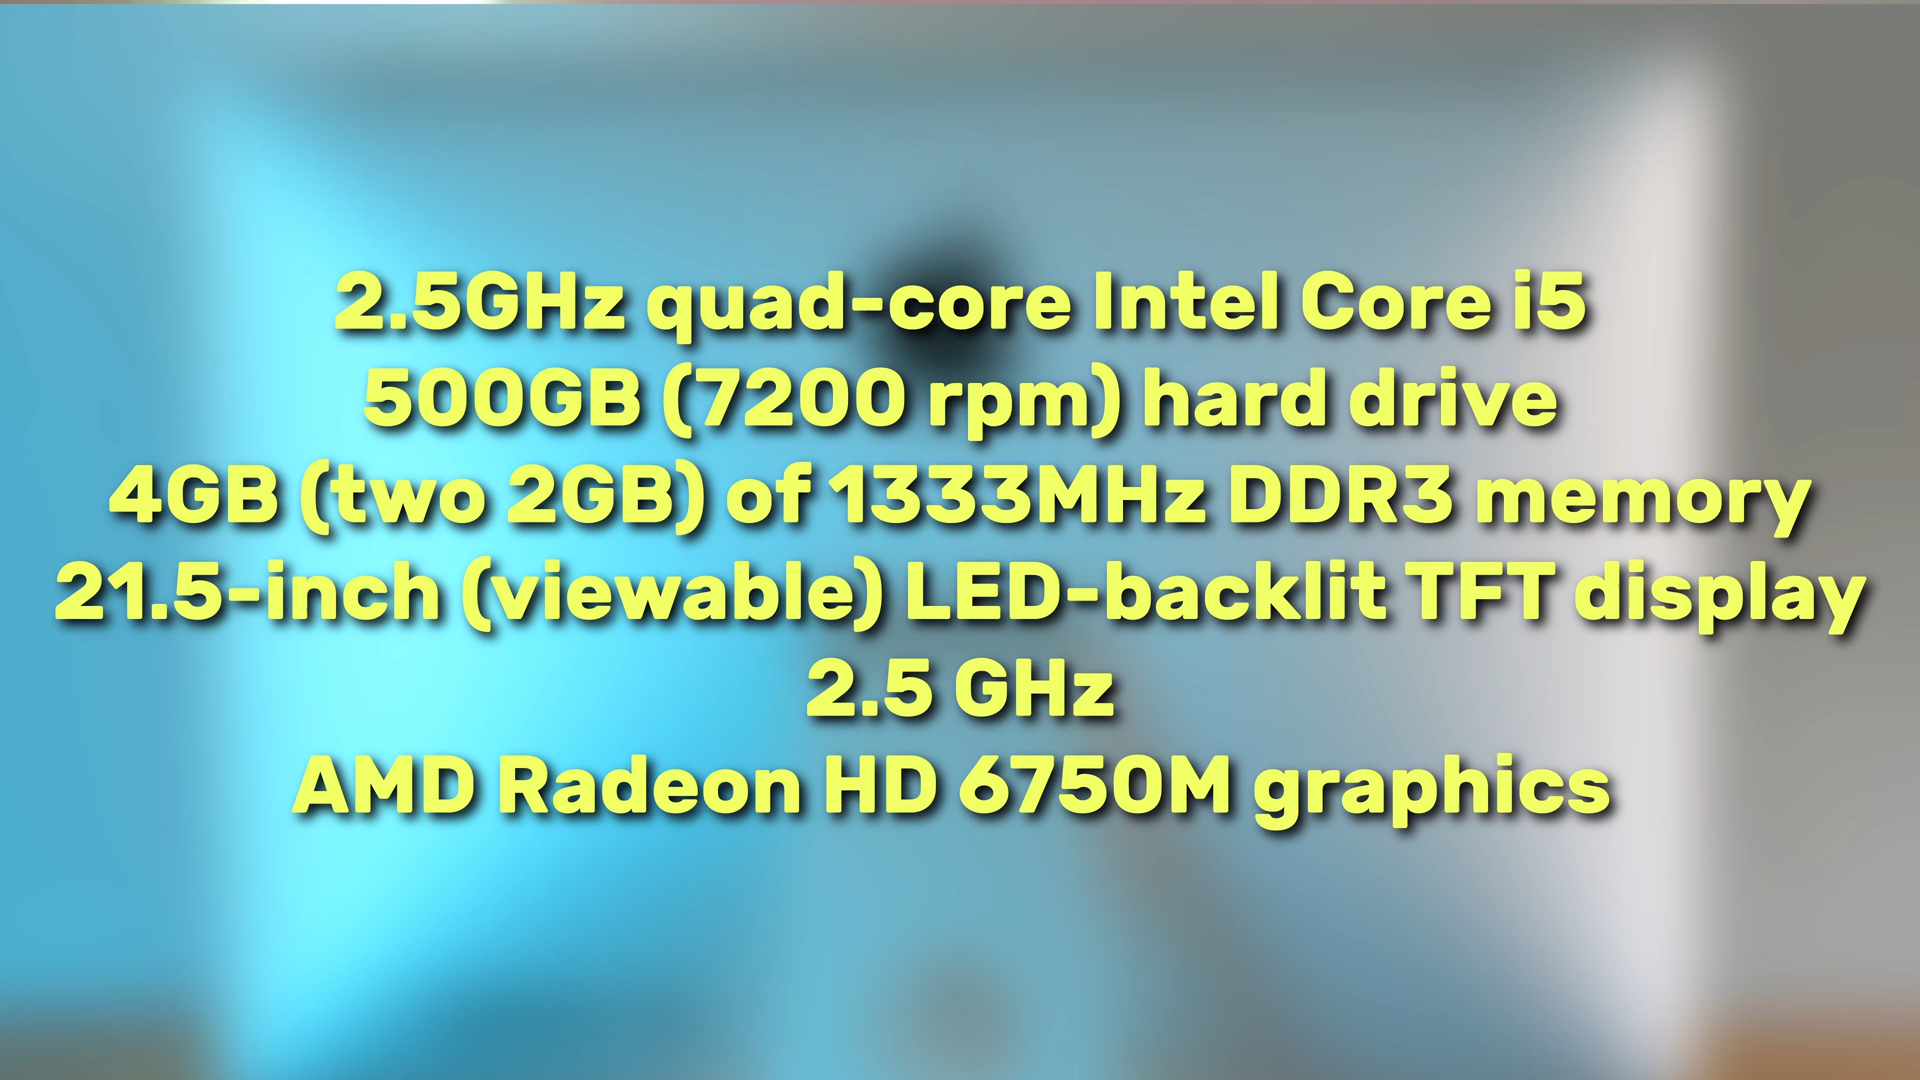 2.5GHz quad-core Intel Core i5
500GB (7200 rpm) hard drive
4GB (two 2GB) of 1333MHz DDR3 memory
21.5-inch (viewable) LED-backlit TFT display
2.5 GHz
AMD Radeon HD 6750M graphics